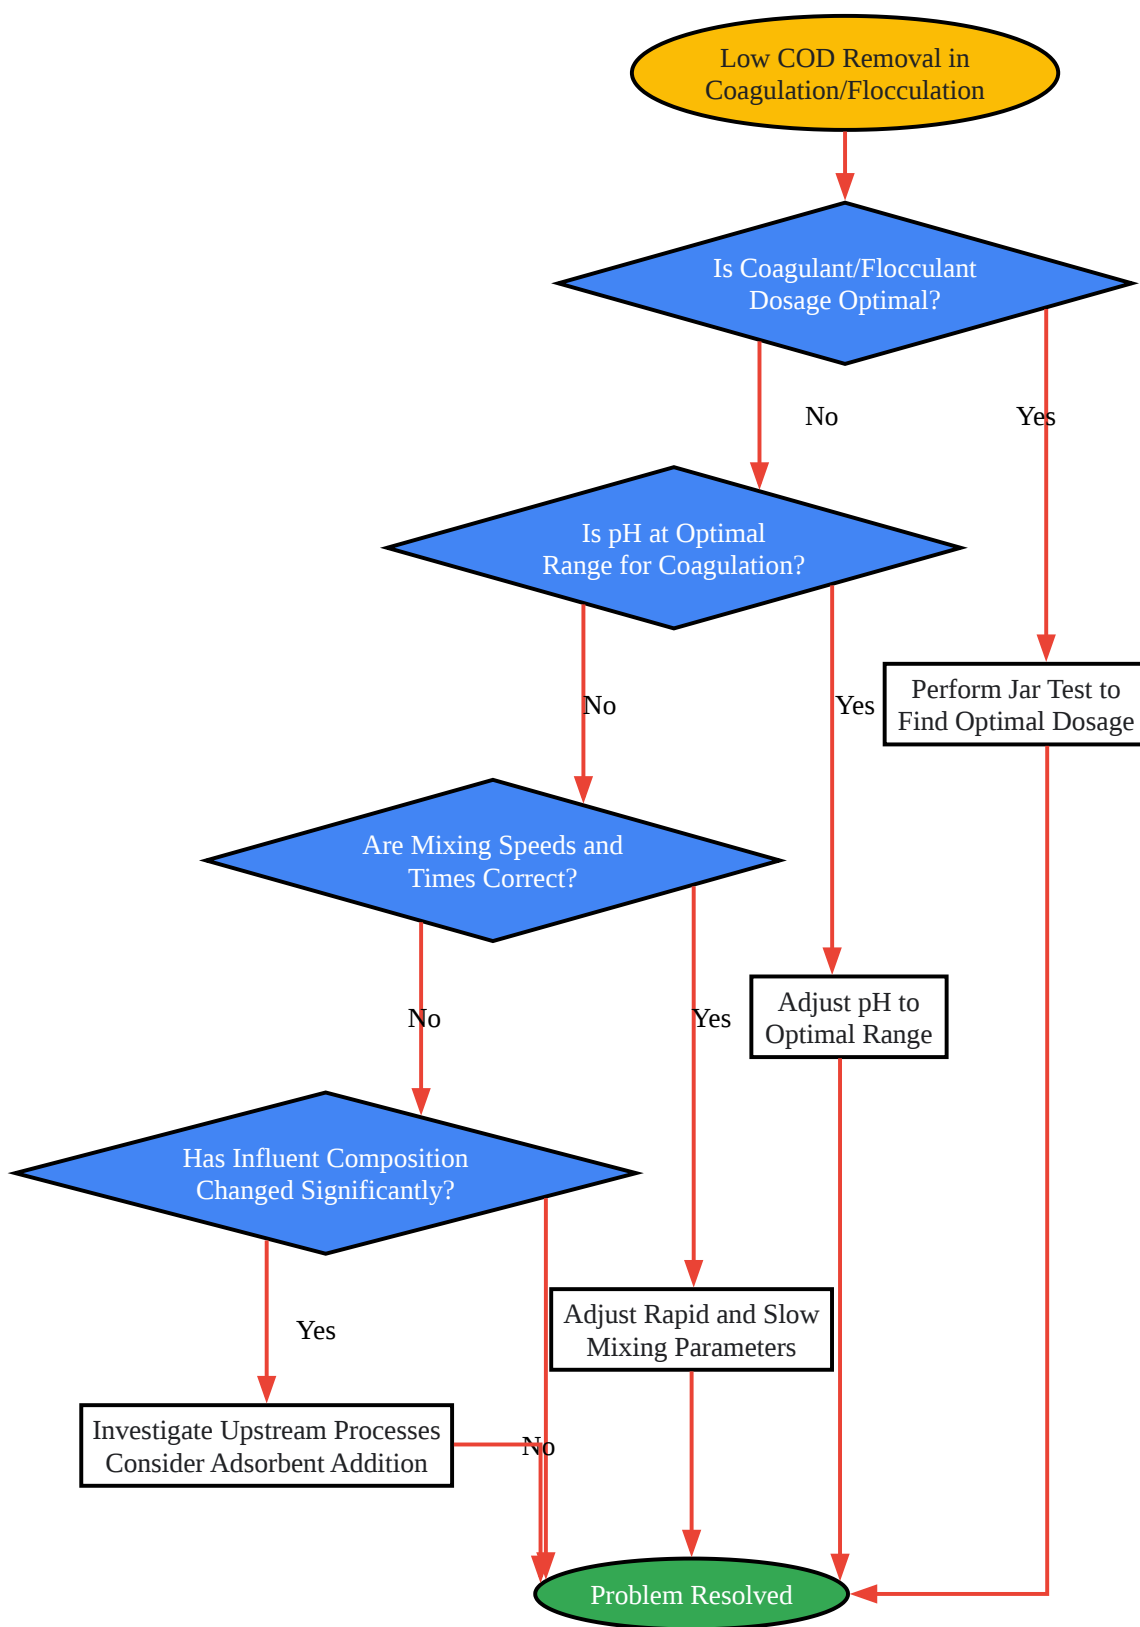 Low COD Removal in
Coagulation/Flocculation
Is Coagulant/Flocculant
Dosage Optimal?
No
Yes
Is pH at Optimal
Range for Coagulation?
Perform Jar Test to
Find Optimal Dosage
No
Yes
Are Mixing Speeds and
Times Correct?
Adjust pH to
Optimal Range
No
Yes
Has Influent Composition
Changed Significantly?
Adjust Rapid and Slow
Mixing Parameters
Yes
Investigate Upstream Processes
Consider Adsorbent Addition
No
Problem Resolved